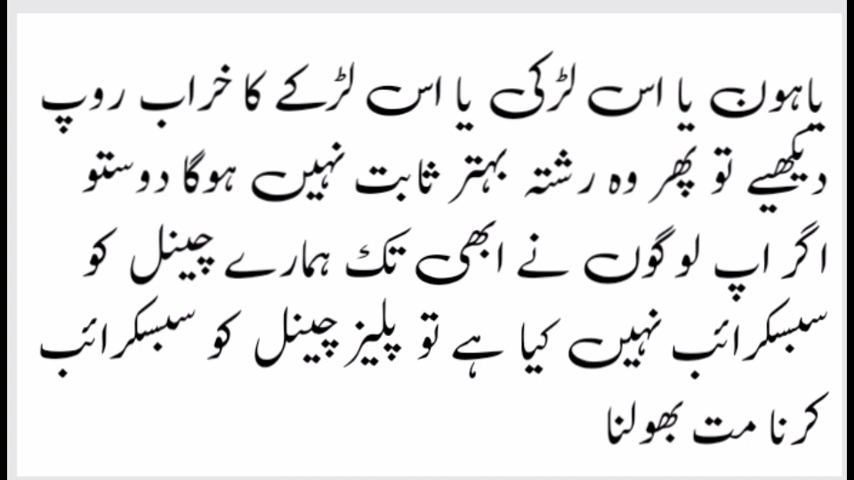 یاہوں یا اس لڑکی یا اس لڑکے کا خراب روپ
دیکھیے تو پھر وہ رشتہ بہتر ثابت نہیں ہوگا دوستو
اگر اپ لوگوں نے ابھی تک ہمارے چینل کو
سبسکرائب نہیں کیا ہے تو پلیز چینل کو سبسکرائب
کرنا مت بھولنا